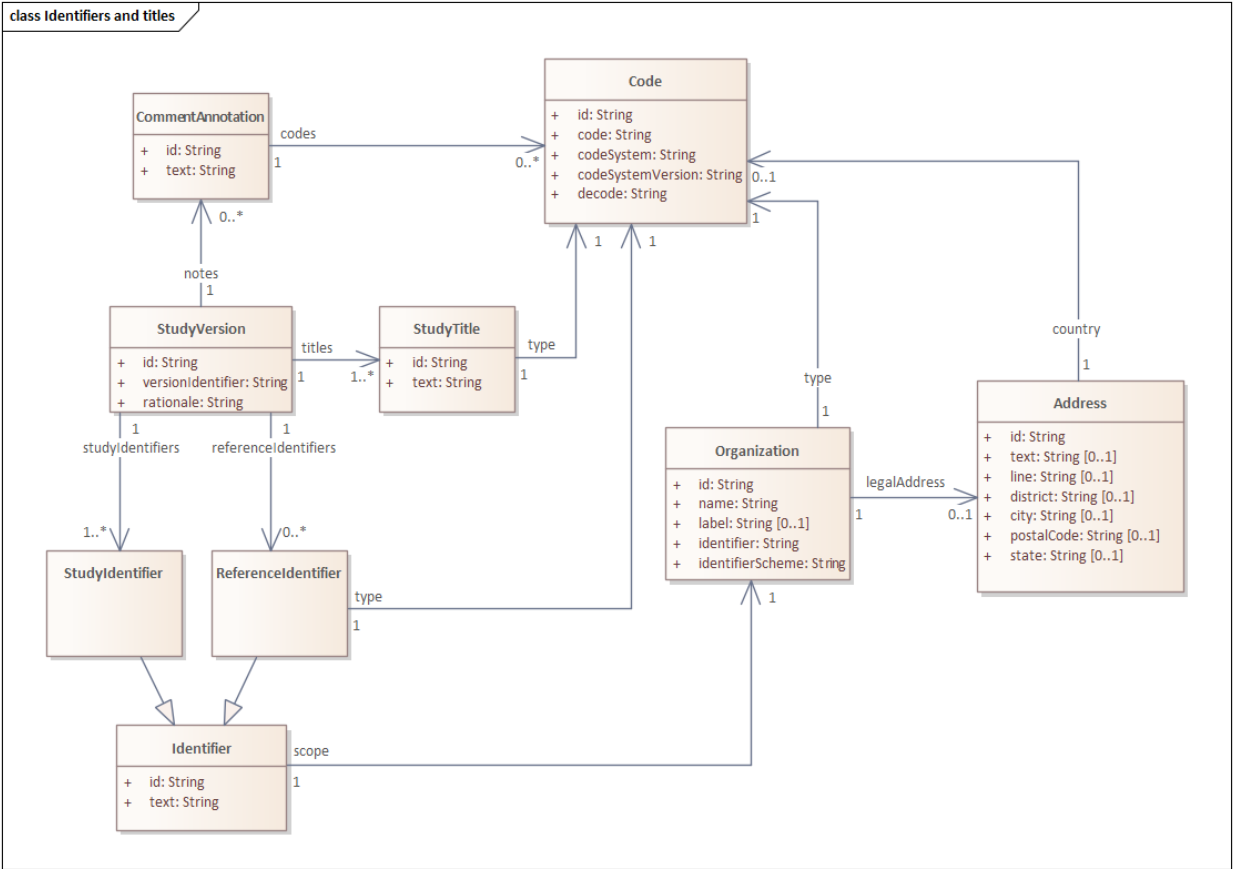 class Identifiers and titles
Code
+ id: String
+ code: String
+ codeSystem: String
+ codeSystemVersion: String
+ decode: String
CommentAnnotation
+ id: String
+ text: String
codes
1
0..*
0..1
1
1
1
0..*
notes
1
StudyVersion
+ id: String
+ versionIdentifier: String
+ rationale: String
titles
1
1..*
StudyTitle
+ id: String
+ text: String
type
1
country
1
type
1
Address
+ id: String
+ text: String [0..1]
+ line: String [0..1]
+ district: String [0..1]
+ city: String [0..1]
+ postalCode: String [0..1]
+ state: String [0..1]
Organization
+ id: String
+ name: String
+ label: String [0..1]
+ identifier: String
+ identifierScheme: String
legalAddress
1
0..1
1
studyIdentifiers
1
referenceIdentifiers
1..*
0..*
StudyIdentifier
ReferenceIdentifier
type
1
1
Identifier
+ id: String
+ text: String
scope
1